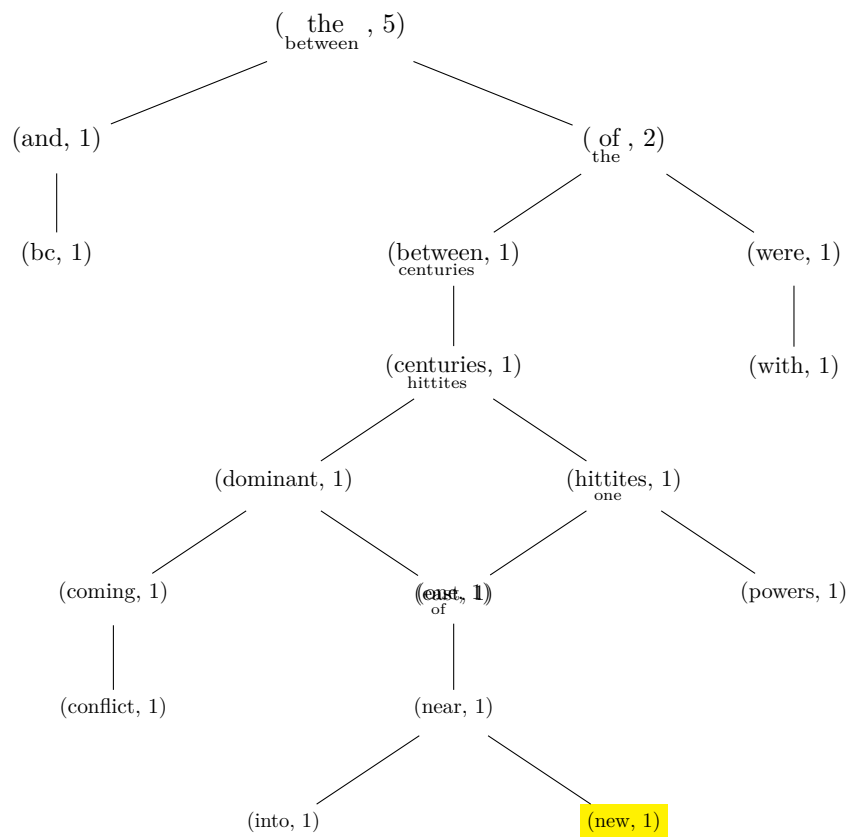 ( the , 5)
between
(and, 1)
( of , 2)
the
(bc, 1)
(between, 1)
centuries
(were, 1)
(centuries, 1)
hittites
(with, 1)
(dominant, 1)
(hittites, 1)
one
(coming, 1)
of
(powers, 1)
(conflict, 1)
(near, 1)
(into, 1)
(new, 1)